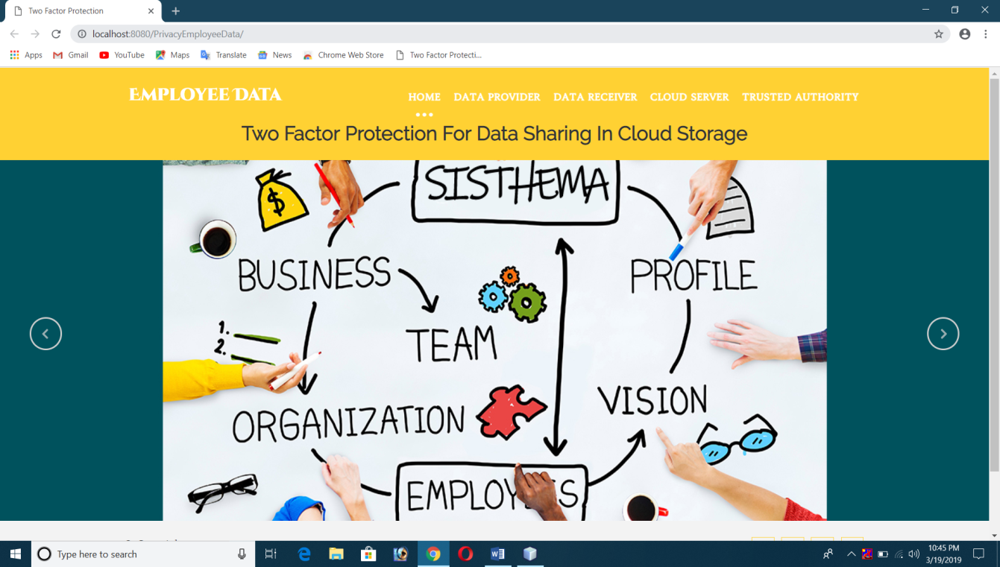 Two Factor Protection
localhost:8080/PrivacyEmployeeData/
Apps Gmail YouTube Maps Translate News Chrome Web Store Two Factor Protecti...
EMPLOYEE DATA
HOME DATA PROVIDER DATA RECEIVER CLOUD SERVER TRUSTED AUTHORITY
Two Factor Protection For Data Sharing In Cloud Storage
SISTHEMA
$
BUSINESS
PROFILE
TEAM
1.
2.
VISION
ORGANIZATION
Type here to search
10:45 PM
3/19/2019